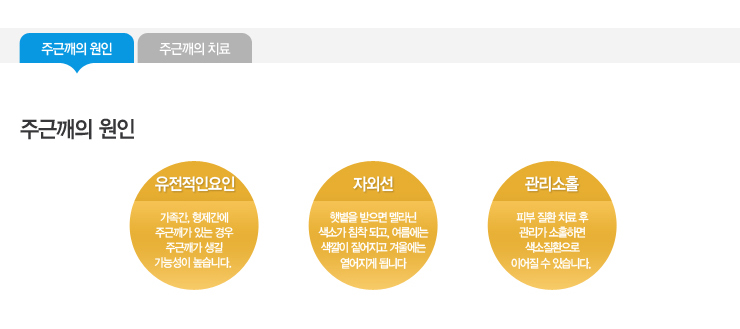 주근깨의 원인
주근깨의 치료
주근깨의 원인
유전적인요인
가족간, 형제간에
주근깨가 있는 경우
주근깨가 생길
가능성이 높습니다.
자외선
햇볕을 받으면 멜라닌
색소가 침착 되고, 여름에는
색깔이 짙어지고 겨울에는
옅어지게 됩니다
관리소홀
피부 질환 치료 후
관리가 소홀하면
색소질환으로
이어질 수 있습니다.